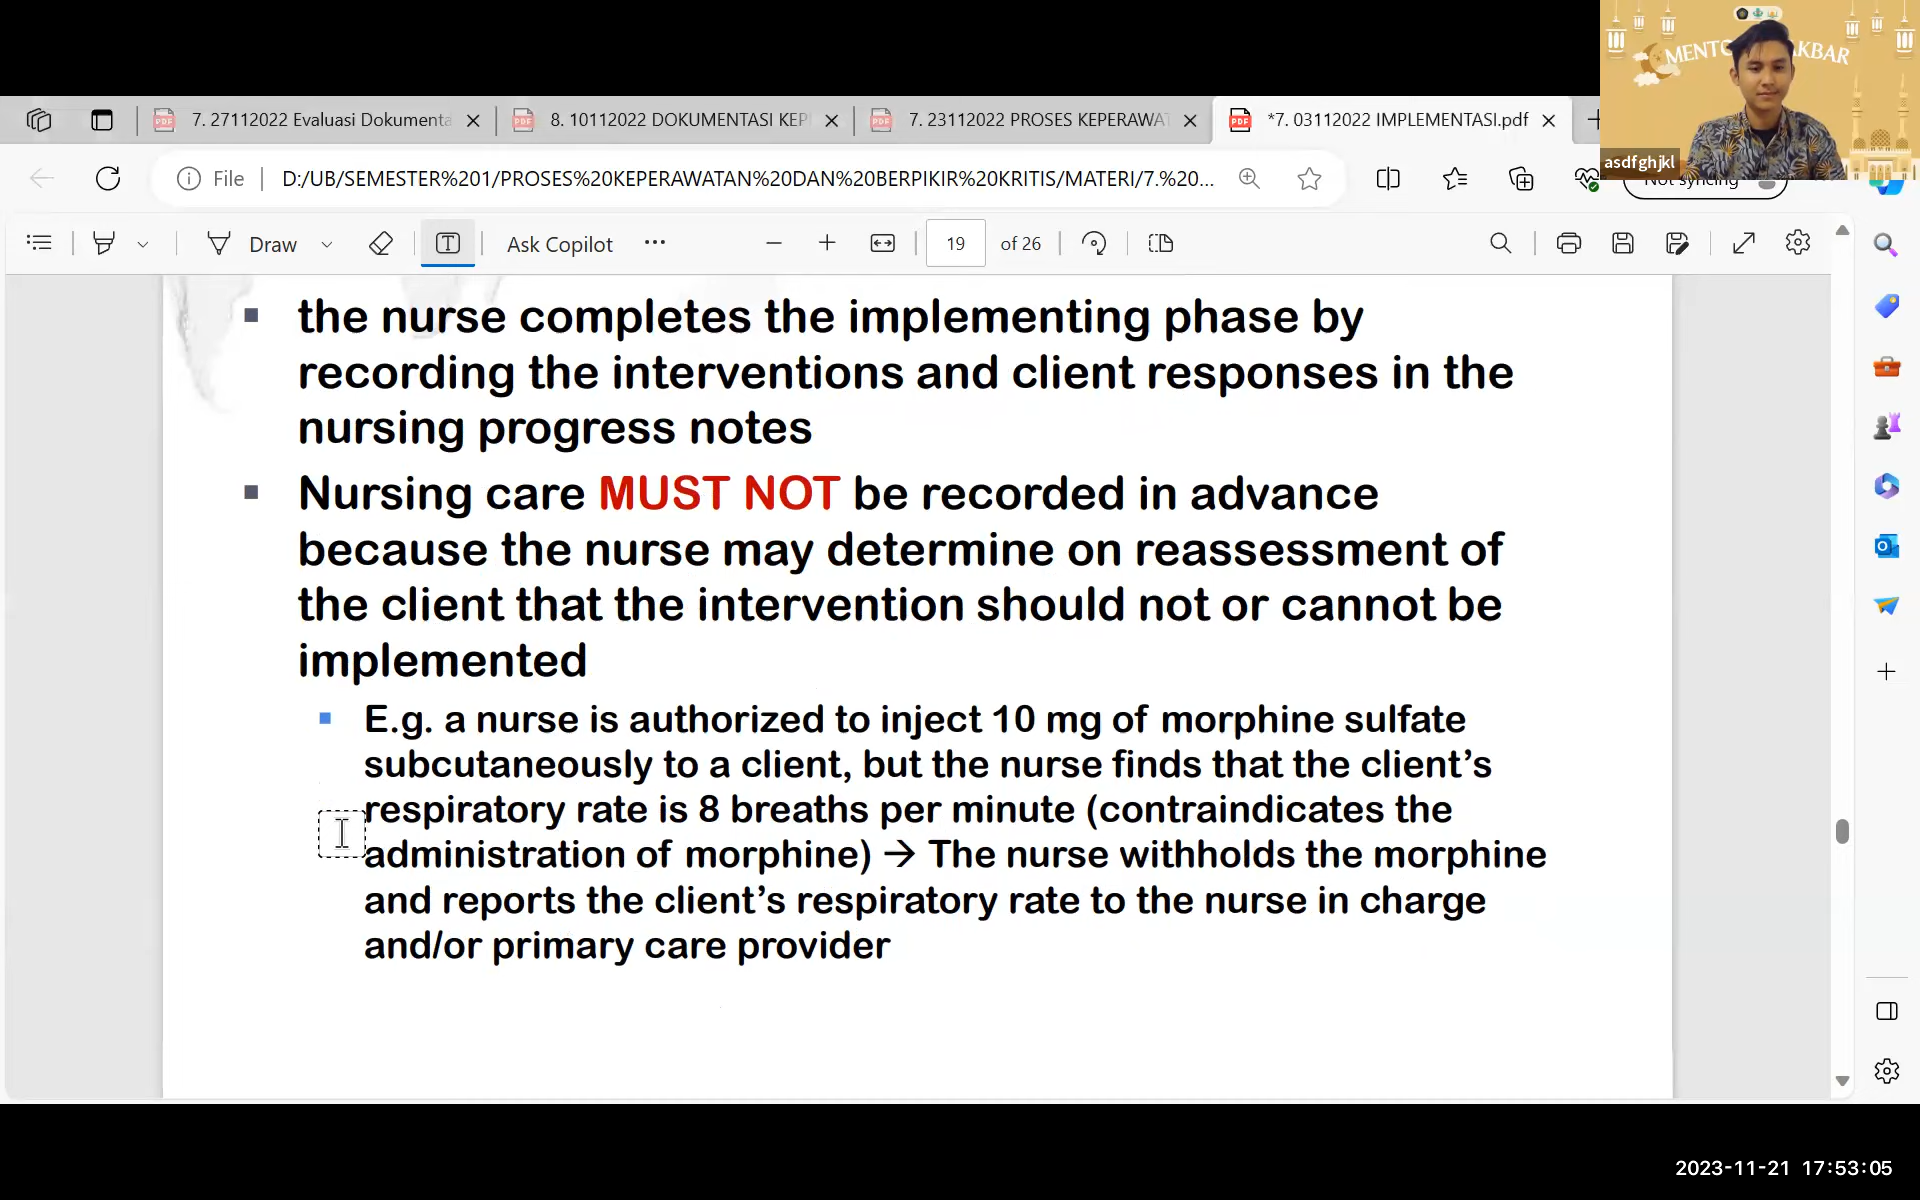 MENTO AKBAR
asdfghjkl
7. 27112022 Evaluasi Dokumenta
8. 10112022 DOKUMENTASI KEP
7. 23112022 PROSES KEPERAWAT
*7. 03112022 IMPLEMENTASI.pdf
File
D:/UB/SEMESTER%201/PROSES%20KEPERAWATAN%20DAN%20BERPIKIR%20KRITIS/MATERI/7.%20...
Not syncing
Draw
Ask Copilot
19 of 26
the nurse completes the implementing phase by
recording the interventions and client responses in the
nursing progress notes
Nursing care MUST NOT be recorded in advance
because the nurse may determine on reassessment of
the client that the intervention should not or cannot be
implemented
E.g. a nurse is authorized to inject 10 mg of morphine sulfate
subcutaneously to a client, but the nurse finds that the client’s
respiratory rate is 8 breaths per minute (contraindicates the
administration of morphine) → The nurse withholds the morphine
and reports the client’s respiratory rate to the nurse in charge
and/or primary care provider
2023-11-21 17:53:05